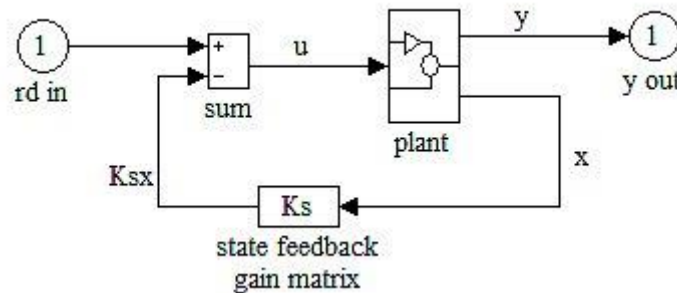 1
rd in
+
−
sum
u
plant
y
1
y out
x
Ksx
Ks
state feedback
gain matrix